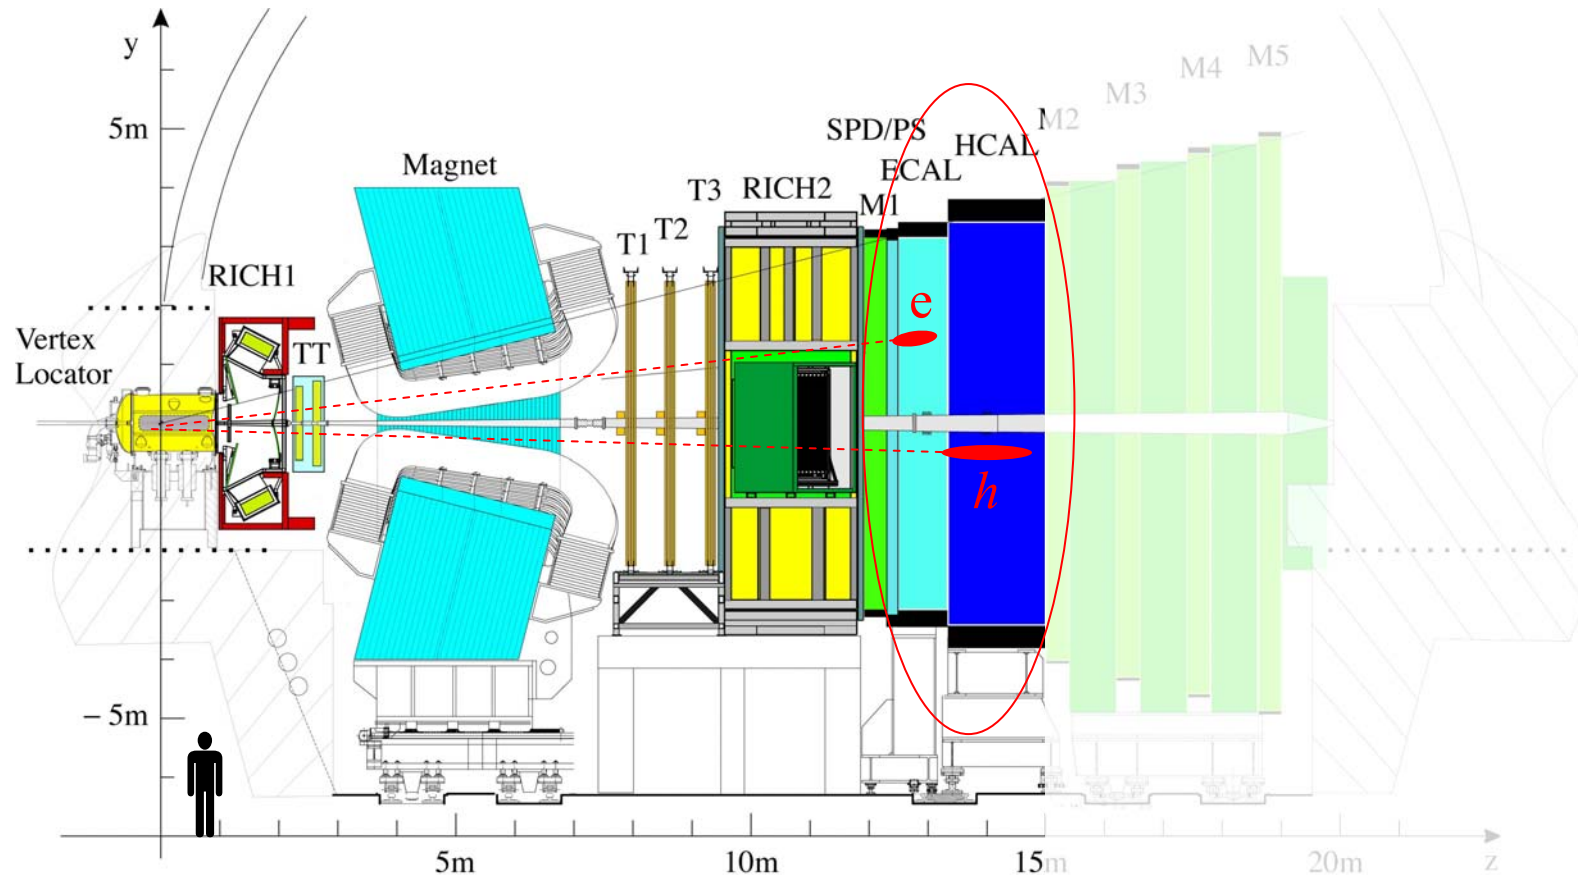 y
5m
Magnet
RICH1
Vertex
Locator
TT
T1
T2
T3
RICH2
M1
SPD/PS
ECAL
HCAL
M2
M3
M4
M5
e
h
− 5m
5m
10m
15m
20m
z